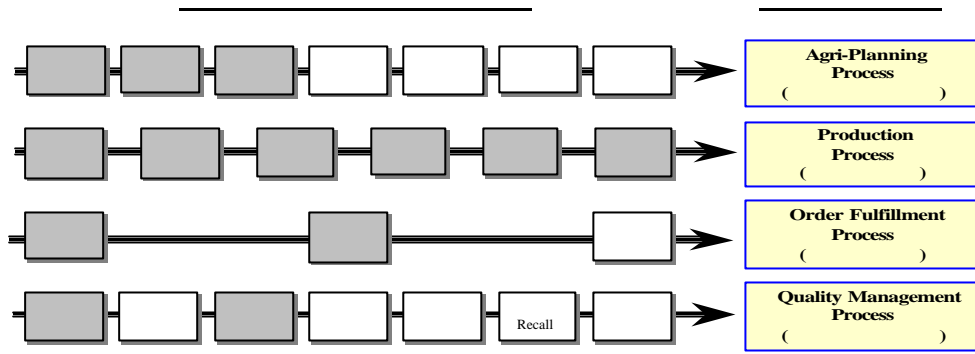 Agri-Planning
Process
( )
Production
Process
( )
Order Fulfillment
Process
( )
Quality Management
Process
( )
Recall